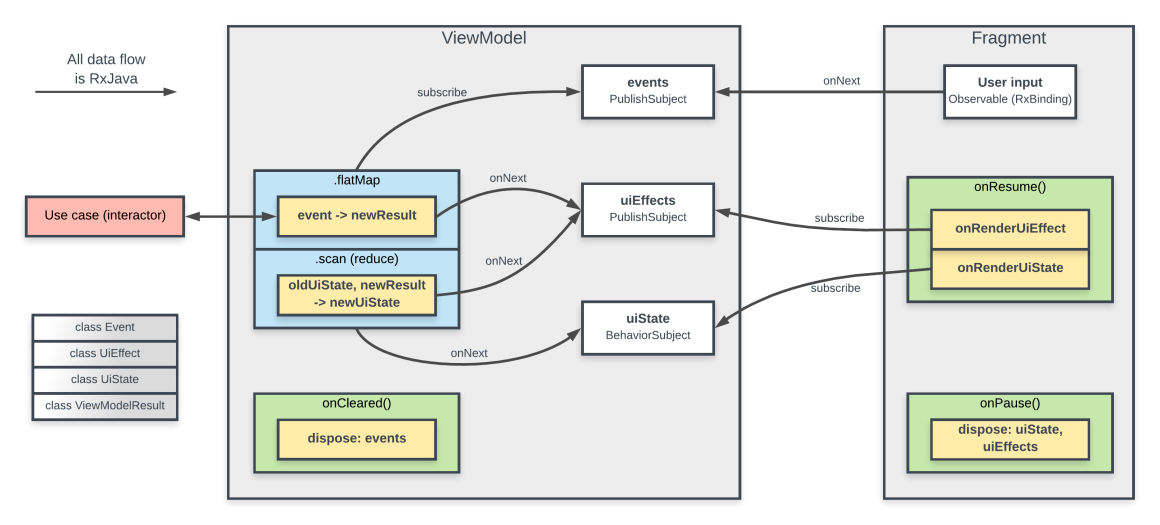 All data flow
is RxJava
Use case (interactor)
class Event
class UiEffect
class UiState
class ViewModelResult
ViewModel
events
PublishSubject
subscribe
.flatMap
event -> newResult
onNext
uiEffects
PublishSubject
.scan (reduce)
oldUiState, newResult
-> newUiState
onNext
uiState
BehaviorSubject
onNext
onCleared()
dispose: events
onNext
subscribe
subscribe
Fragment
User input
Observable (RxBinding)
onResume()
onRenderUiEffect
onRenderUiState
onPause()
dispose: uiState,
uiEffects